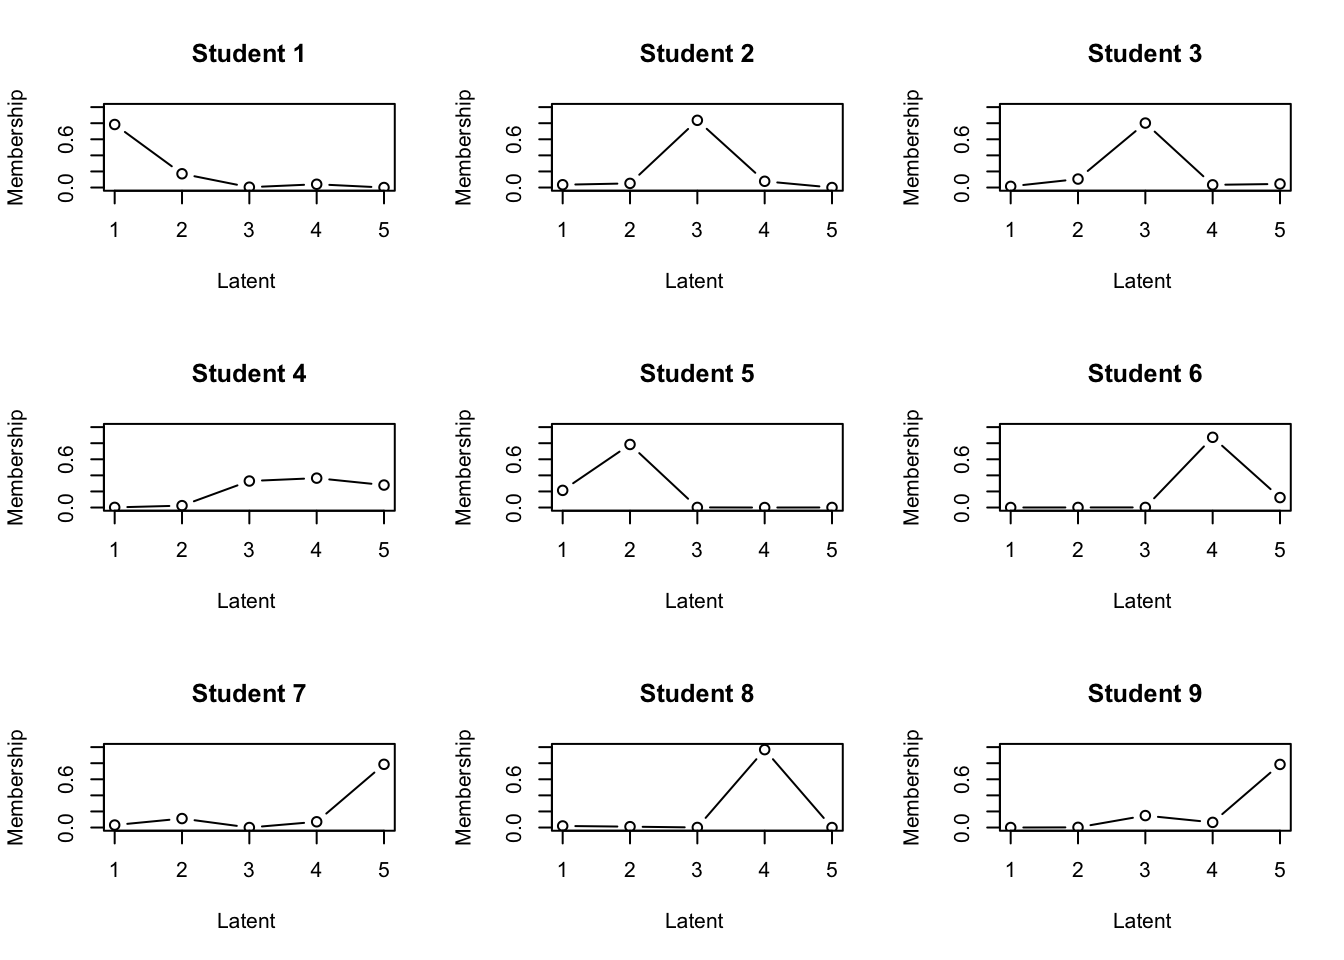 Student 1
Membership
0.6
0.0
1 2 3 4 5
Latent
Student 2
Membership
0.6
0.0
1 2 3 4 5
Latent
Student 3
Membership
0.6
0.0
1 2 3 4 5
Latent
Student 4
Membership
0.6
0.0
1 2 3 4 5
Latent
Student 5
Membership
0.6
0.0
1 2 3 4 5
Latent
Student 6
Membership
0.6
0.0
1 2 3 4 5
Latent
Student 7
Membership
0.6
0.0
1 2 3 4 5
Latent
Student 8
Membership
0.6
0.0
1 2 3 4 5
Latent
Student 9
Membership
0.6
0.0
1 2 3 4 5
Latent